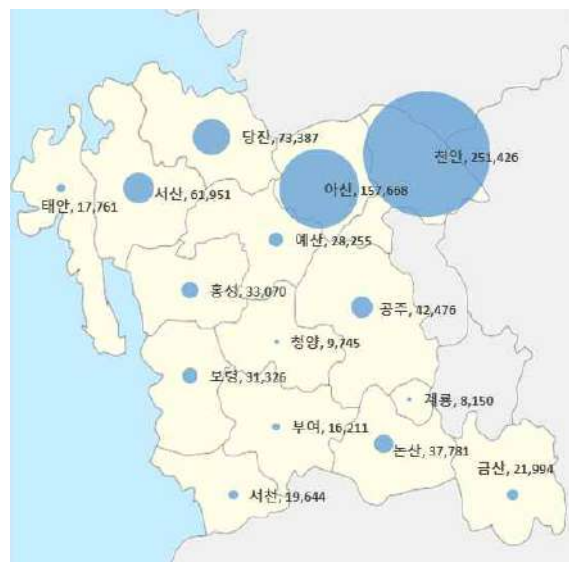 당진, 73,387
천안, 251,426
아산, 157,668
서산, 61,951
태안, 17,761
예산, 28,255
홍성, 33,070
공주, 42,476
청양, 9,745
보령, 31,326
계룡, 8,150
부여, 16,211
논산, 37,781
금산, 21,994
서천, 19,644